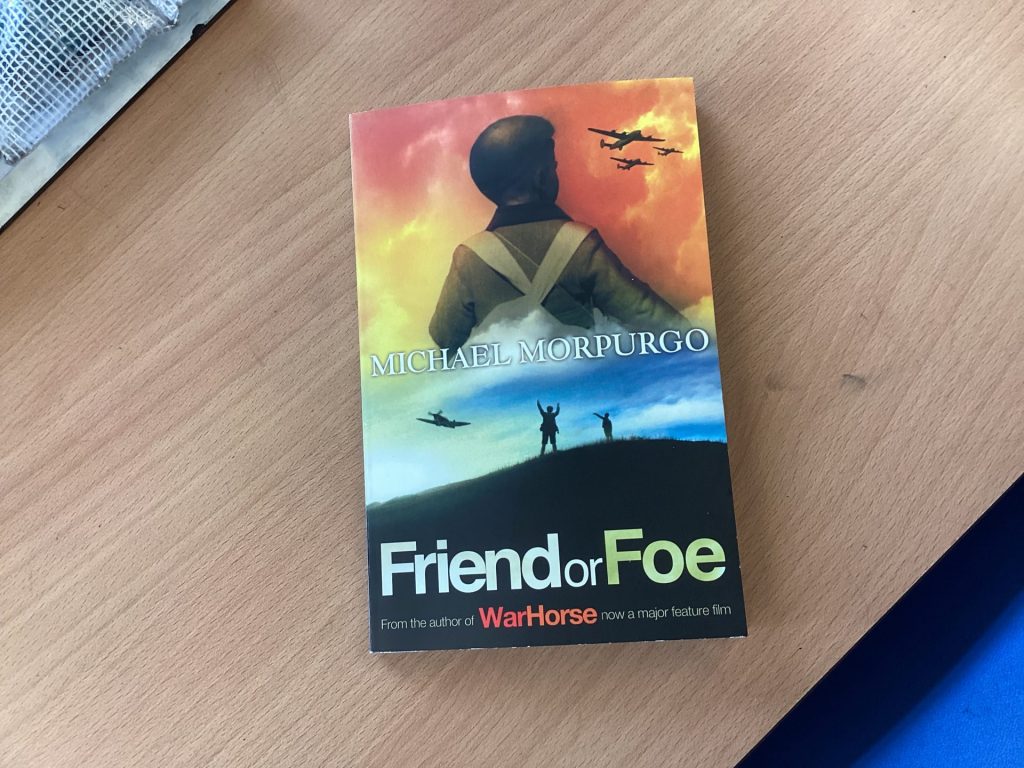 MICHAEL MORPURGO
Friend or Foe
From the author of WarHorse now a major feature film